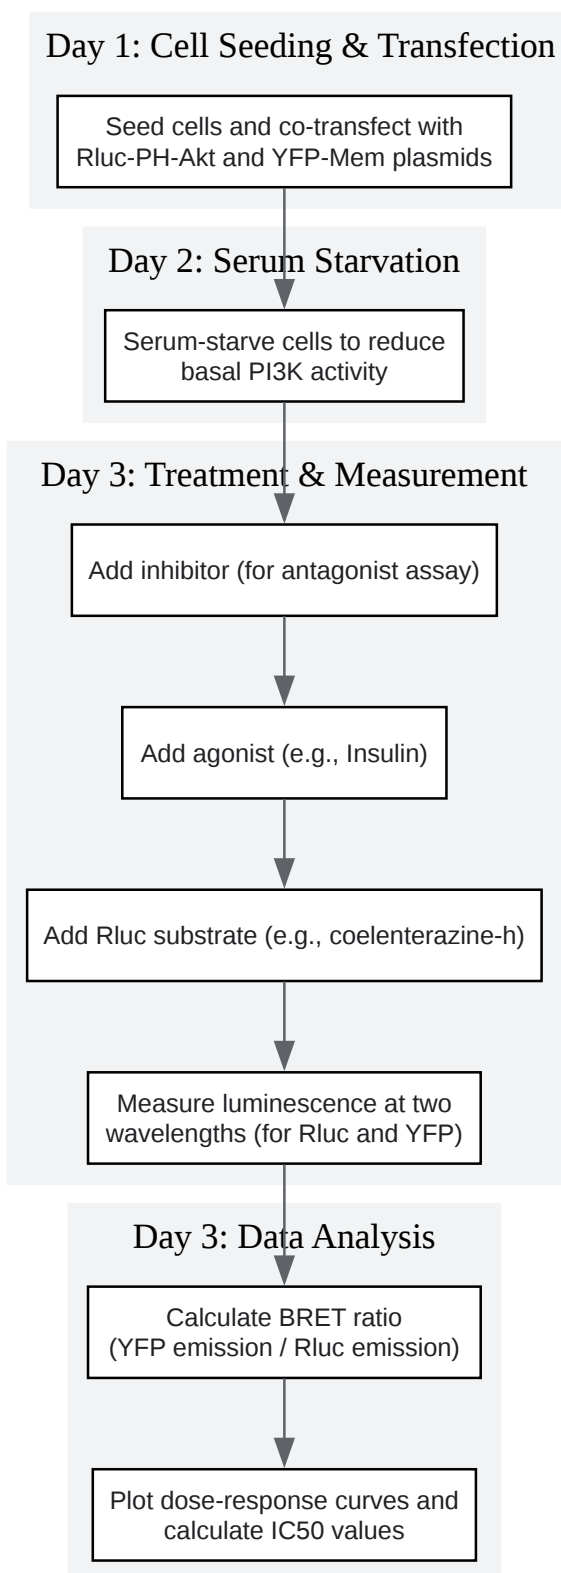 Day 1: Cell Seeding & Transfection
Seed cells and co-transfect with
Rluc-PH-Akt and YFP-Mem plasmids
Day 2: Serum Starvation
Serum-starve cells to reduce
basal PI3K activity
Day 3: Treatment & Measurement
Add inhibitor (for antagonist assay)
Add agonist (e.g., Insulin)
Add Rluc substrate (e.g., coelenterazine-h)
Measure luminescence at two
wavelengths (for Rluc and YFP)
Day 3: Data Analysis
Calculate BRET ratio
(YFP emission / Rluc emission)
Plot dose-response curves and
calculate IC50 values